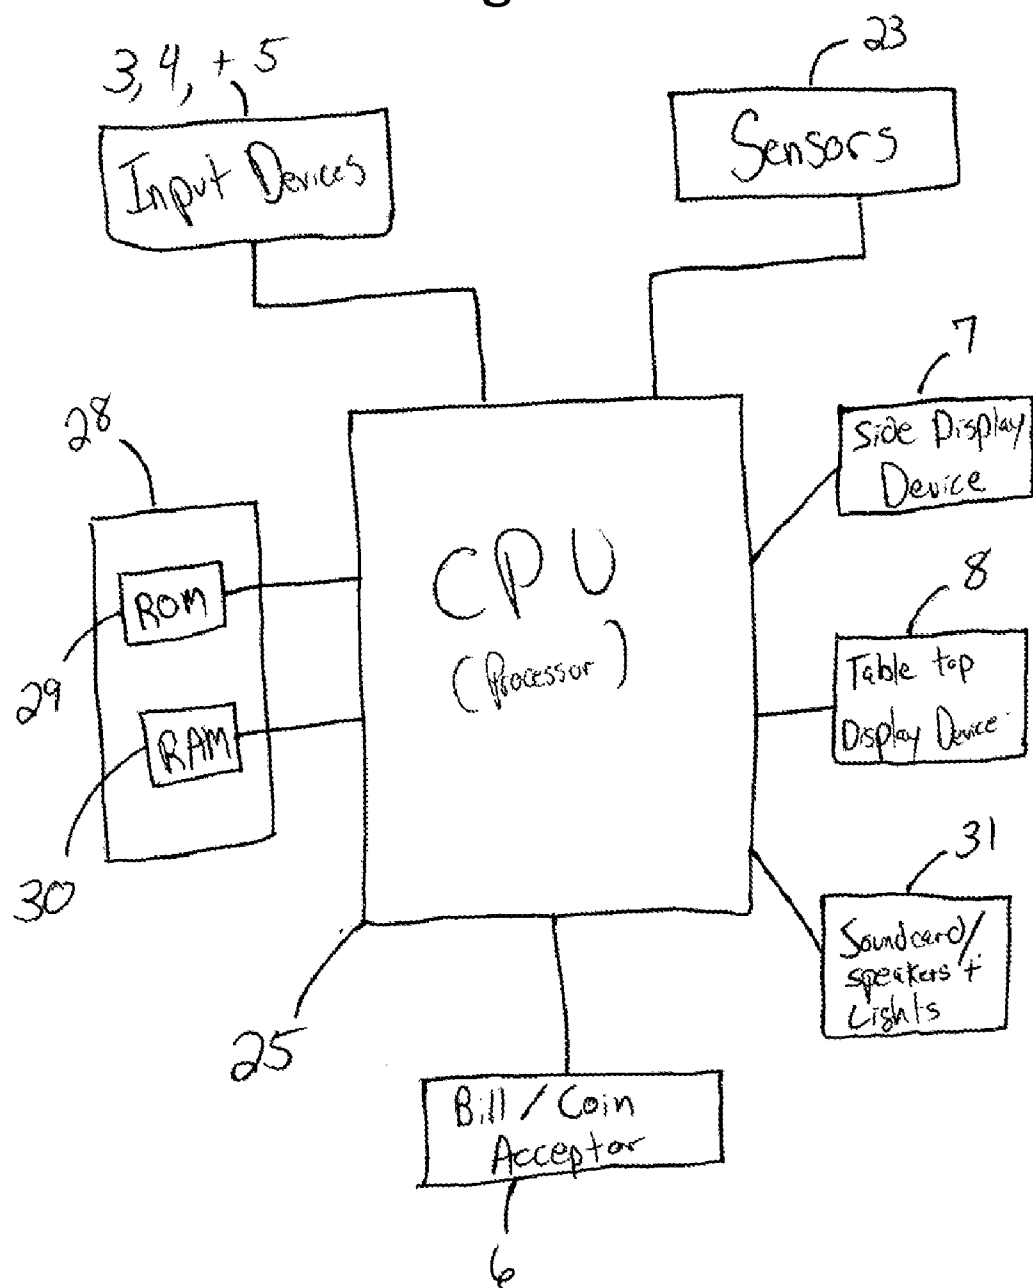 3, 4, + 5
Input Devices
23
Sensors
7
Side Display
Device
28
ROM
29
RAM
30
CPU
(Processor)
25
8
Table top
Display Device
31
Soundcard/
speakers +
Lights
Bill / Coin
Acceptor
6